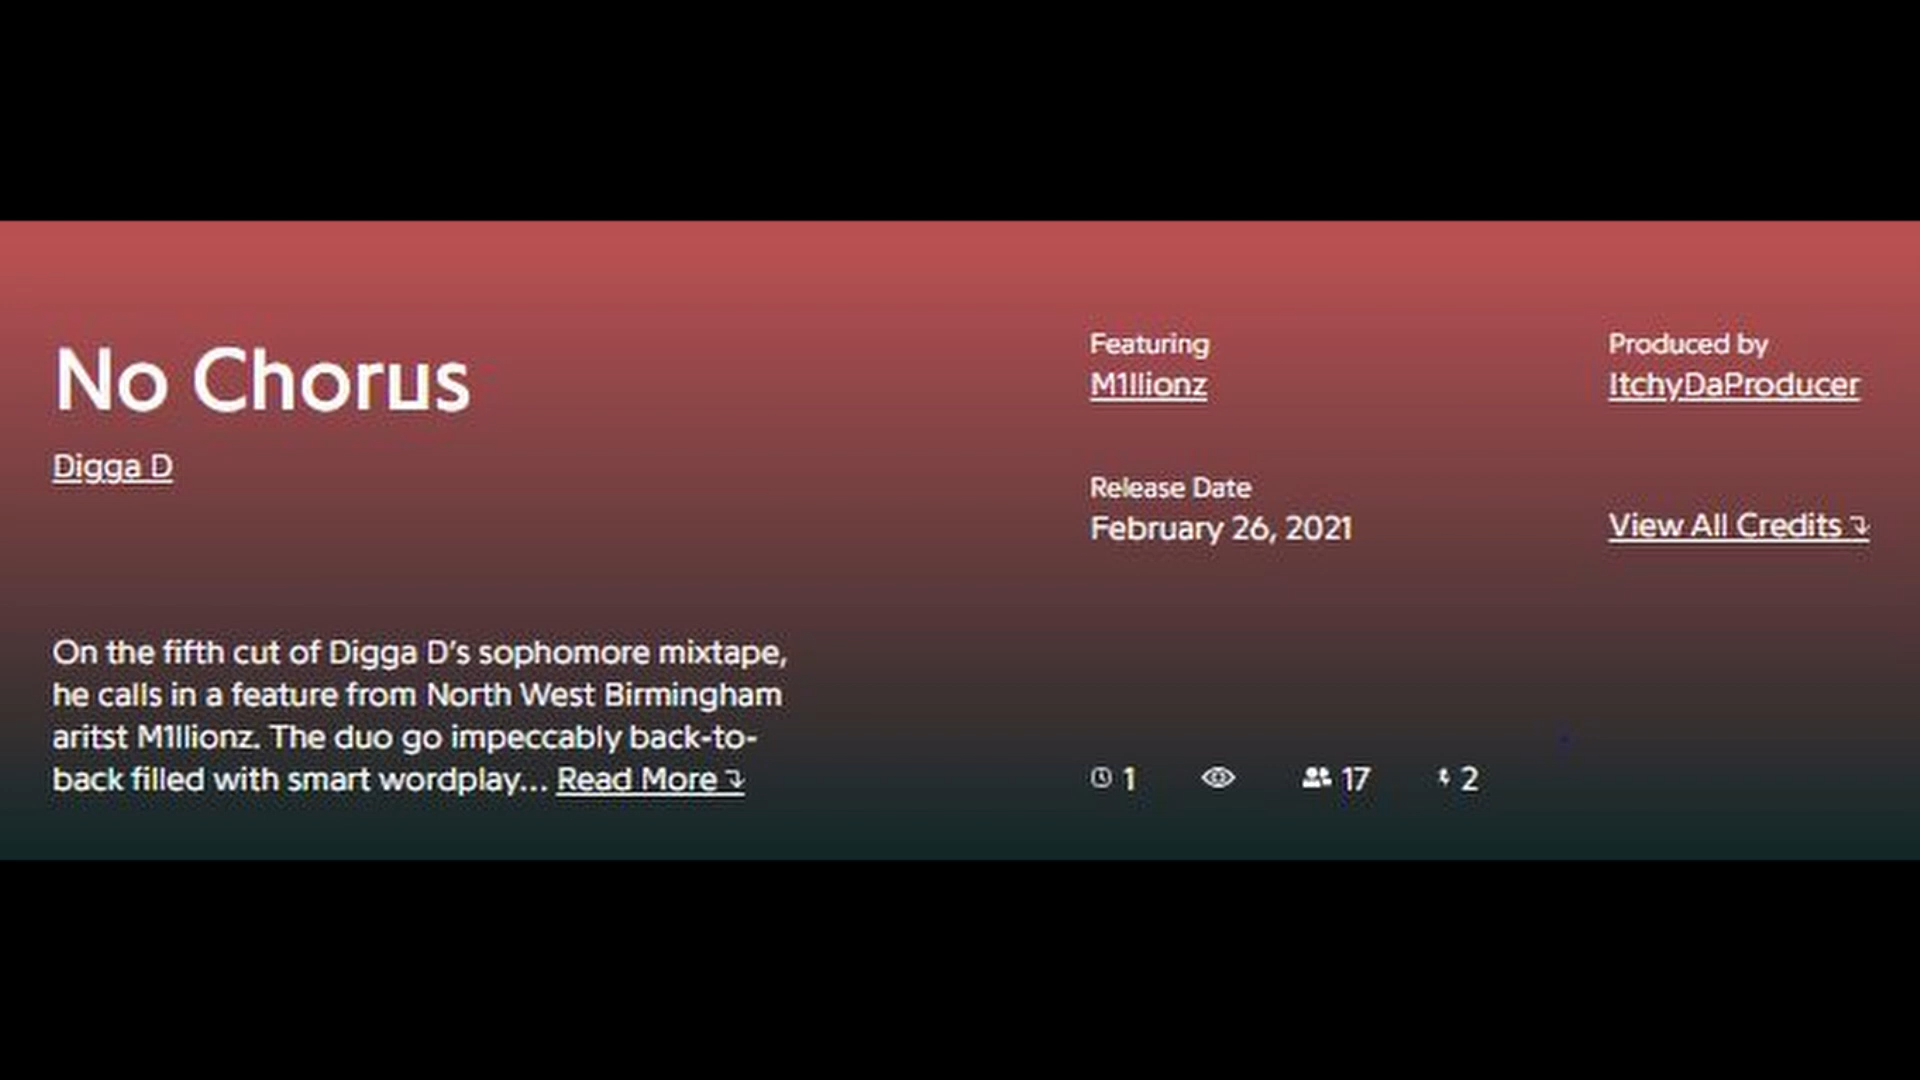 No Chorus
Digga D
Featuring
M1llionz
Produced by
ItchyDaProducer
Release Date
February 26, 2021
View All Credits
On the fifth cut of Digga D’s sophomore mixtape,
he calls in a feature from North West Birmingham
aritst M1llionz. The duo go impeccably back-to-
back filled with smart wordplay... Read More
1
17
2